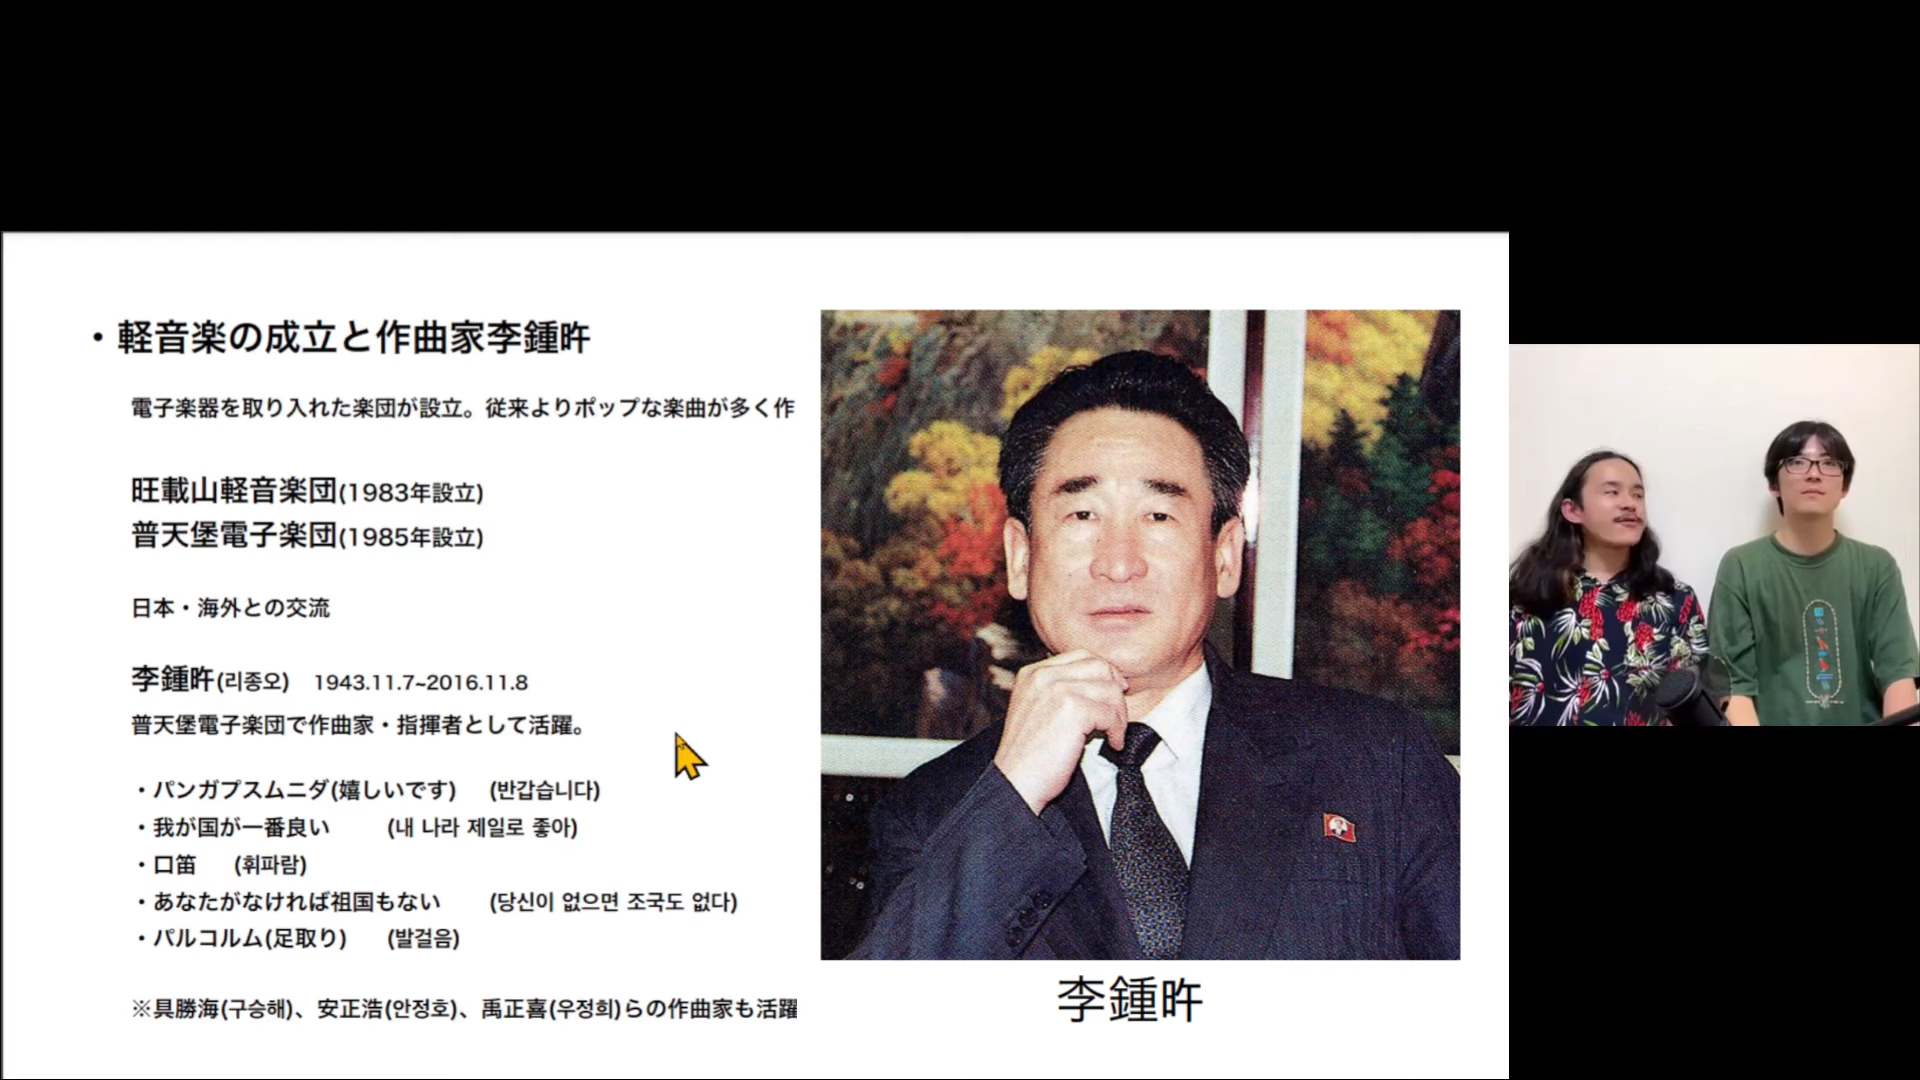 ・軽音楽の成立と作曲家李鍾旿
電子楽器を取り入れた楽団が設立。従来よりポップな楽曲が多く作
旺載山軽音楽団(1983年設立)
普天堡電子楽団(1985年設立)
日本・海外との交流
李鍾旿(리종오) 1943.11.7~2016.11.8
普天堡電子楽団で作曲家・指揮者として活躍。
・パンガプスムニダ(嬉しいです) (반갑습니다)
・我が国が一番良い (내 나라 제일로 좋아)
・口笛 (휘파람)
・あなたがなければ祖国もない (당신이 없으면 조국도 없다)
・パルコルム(足取り) (발걸음)
※具勝海(구승해)、安正浩(안정호)、禹正喜(우정희)らの作曲家も活躍
李鍾旿